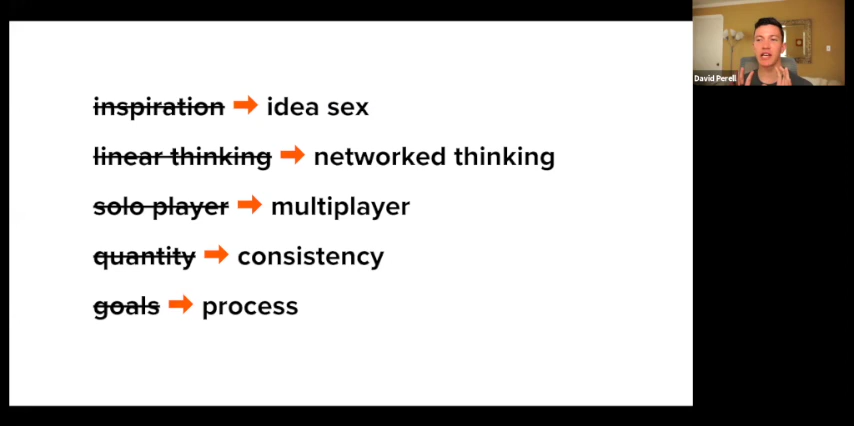 inspiration ➡ idea sex
linear thinking ➡ networked thinking
solo player ➡ multiplayer
quantity ➡ consistency
goals ➡ process
David Perell